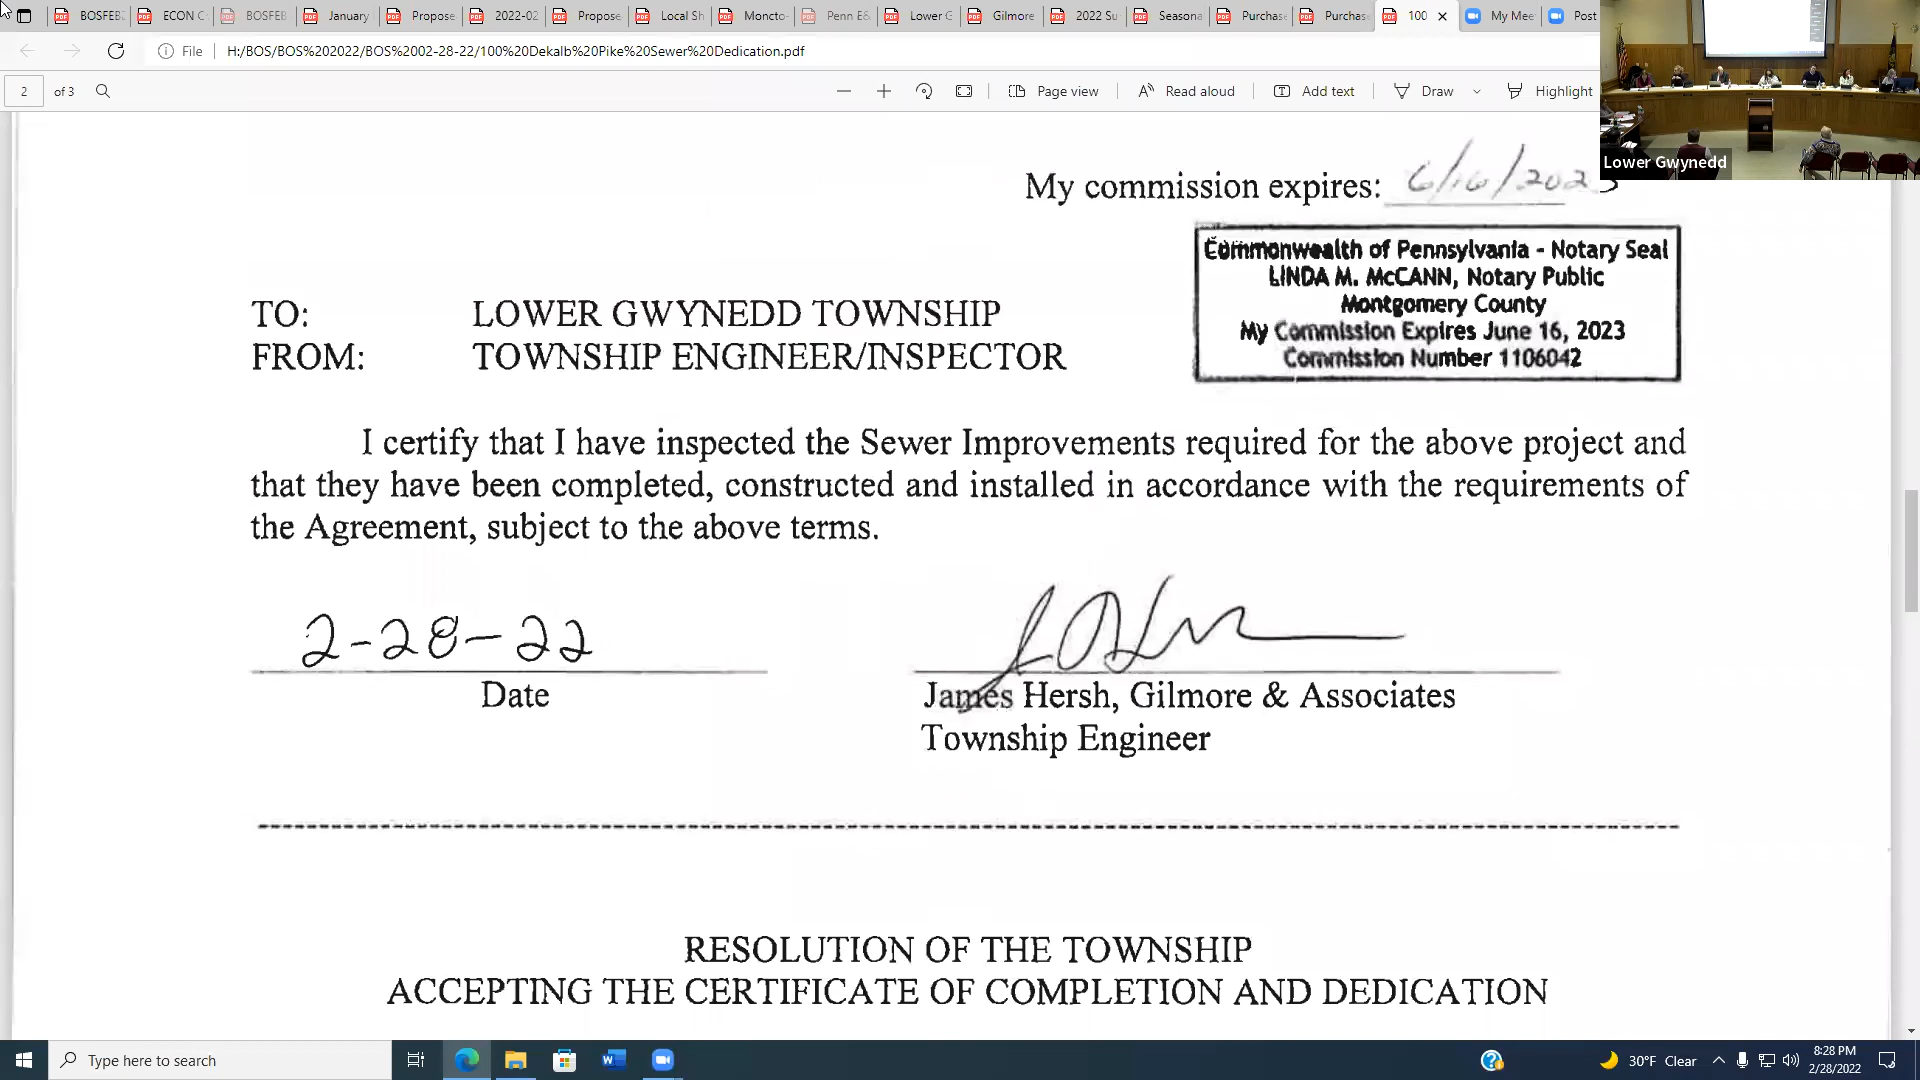 BOSFEB2
ECON C
BOSFEB
January
Propose
2022-02
Propose
Local Sh
Moncto
Penn E&
Lower G
Gilmore
2022 Su
Seasona
Purchase
Purchase
100
My Mee
Post
File
H:/BOS/BOS%202022/BOS%2002-28-22/100%20Dekalb%20Pike%20Sewer%20Dedication.pdf
2 of 3
Page view
Read aloud
Add text
Draw
Highlight
Lower Gwynedd
My commission expires: 6/16/2023
Commonwealth of Pennsylvania - Notary Seal
LINDA M. McCANN, Notary Public
Montgomery County
My Commission Expires June 16, 2023
Commission Number 1106042
TO: LOWER GWYNEDD TOWNSHIP
FROM: TOWNSHIP ENGINEER/INSPECTOR
I certify that I have inspected the Sewer Improvements required for the above project and
that they have been completed, constructed and installed in accordance with the requirements of
the Agreement, subject to the above terms.
2-28-22
Date
James Hersh, Gilmore & Associates
Township Engineer
RESOLUTION OF THE TOWNSHIP
ACCEPTING THE CERTIFICATE OF COMPLETION AND DEDICATION
Type here to search
30°F Clear
8:28 PM
2/28/2022